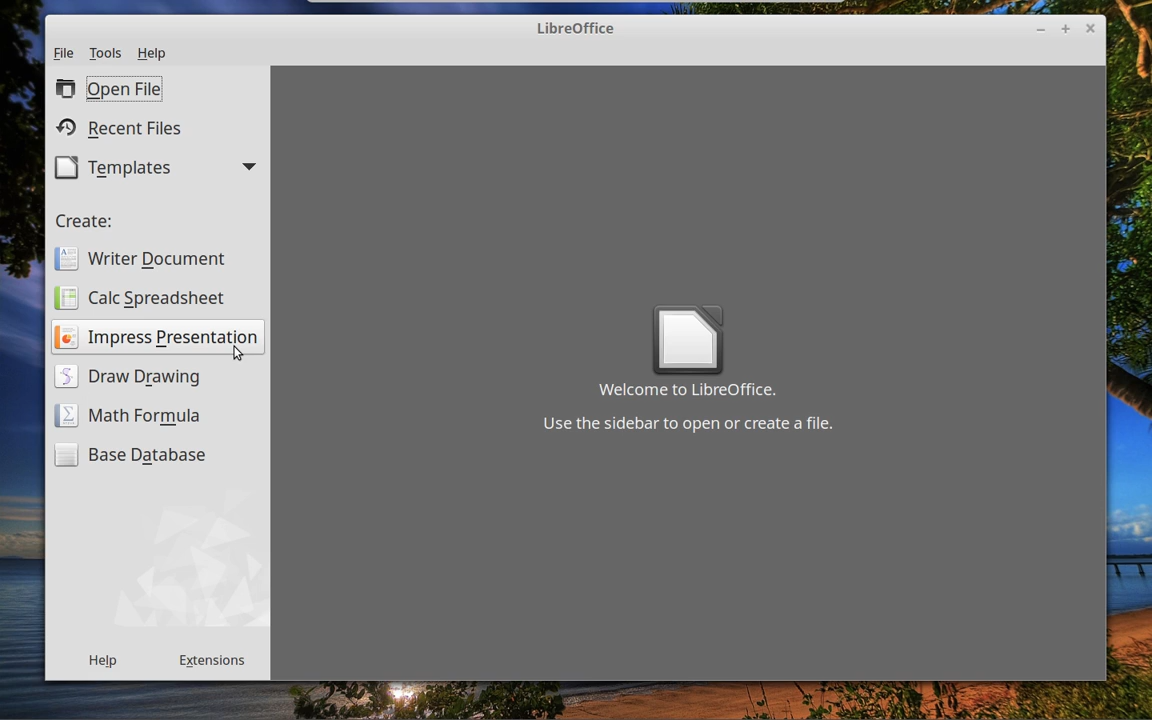 LibreOffice
File Tools Help
Open File
Recent Files
Templates
Create:
Writer Document
Calc Spreadsheet
Impress Presentation
Draw Drawing
Math Formula
Base Database
Welcome to LibreOffice.
Use the sidebar to open or create a file.
Help Extensions